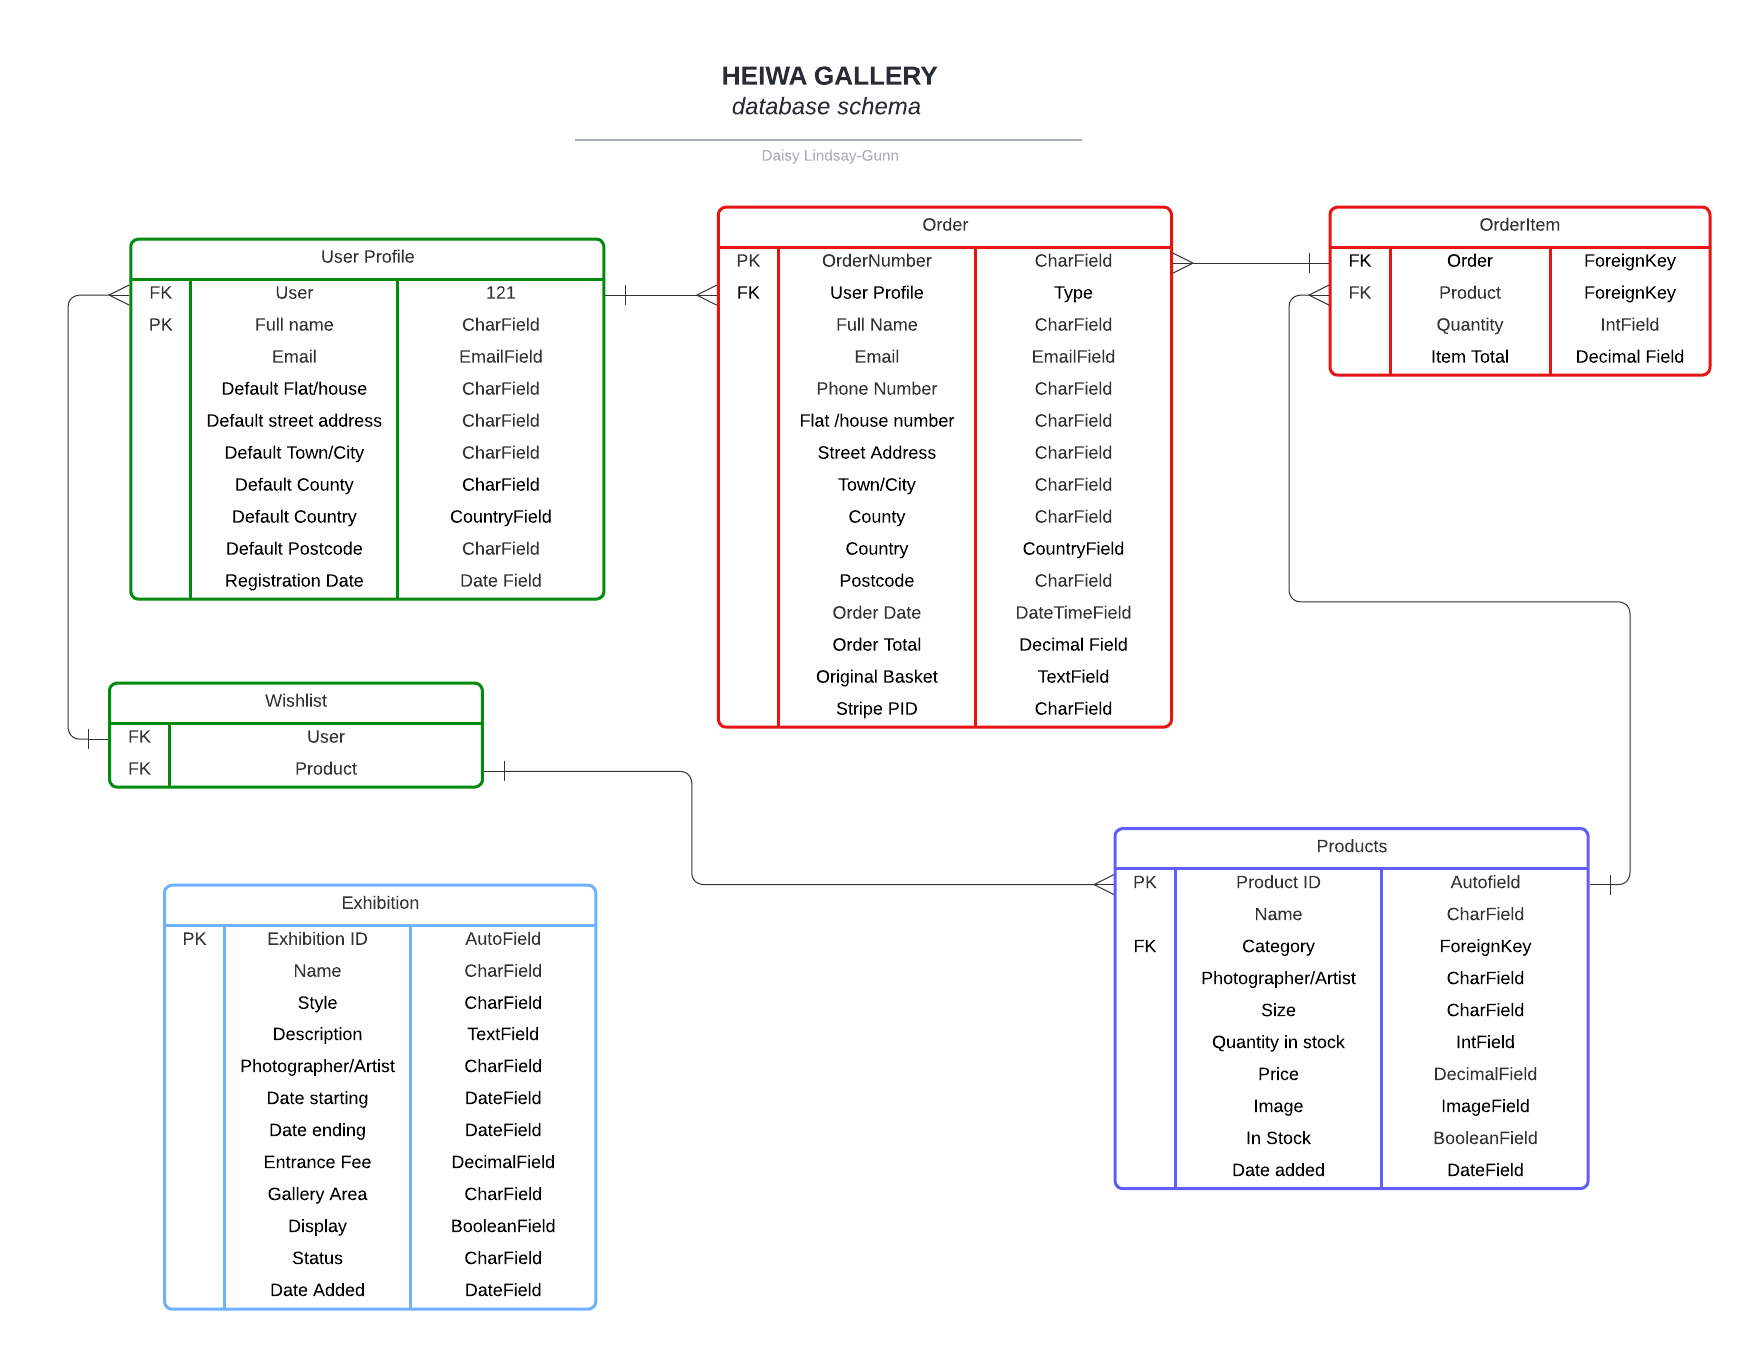 HEIWA GALLERY
database schema
Daisy Lindsay-Gunn
User Profile
FK User 121
PK Full name CharField
Email EmailField
Default Flat/house CharField
Default street address CharField
Default Town/City CharField
Default County CharField
Default Country CountryField
Default Postcode CharField
Registration Date Date Field
Order
PK OrderNumber CharField
FK User Profile Type
Full Name CharField
Email EmailField
Phone Number CharField
Flat /house number CharField
Street Address CharField
Town/City CharField
County CharField
Country CountryField
Postcode CharField
Order Date DateTimeField
Order Total Decimal Field
Original Basket TextField
Stripe PID CharField
OrderItem
FK Order ForeignKey
FK Product ForeignKey
Quantity IntField
Item Total Decimal Field
Wishlist
FK User
FK Product
Exhibition
PK Exhibition ID AutoField
Name CharField
Style CharField
Description TextField
Photographer/Artist CharField
Date starting DateField
Date ending DateField
Entrance Fee DecimalField
Gallery Area CharField
Display BooleanField
Status CharField
Date Added DateField
Products
PK Product ID Autofield
Name CharField
FK Category ForeignKey
Photographer/Artist CharField
Size CharField
Quantity in stock IntField
Price DecimalField
Image ImageField
In Stock BooleanField
Date added DateField